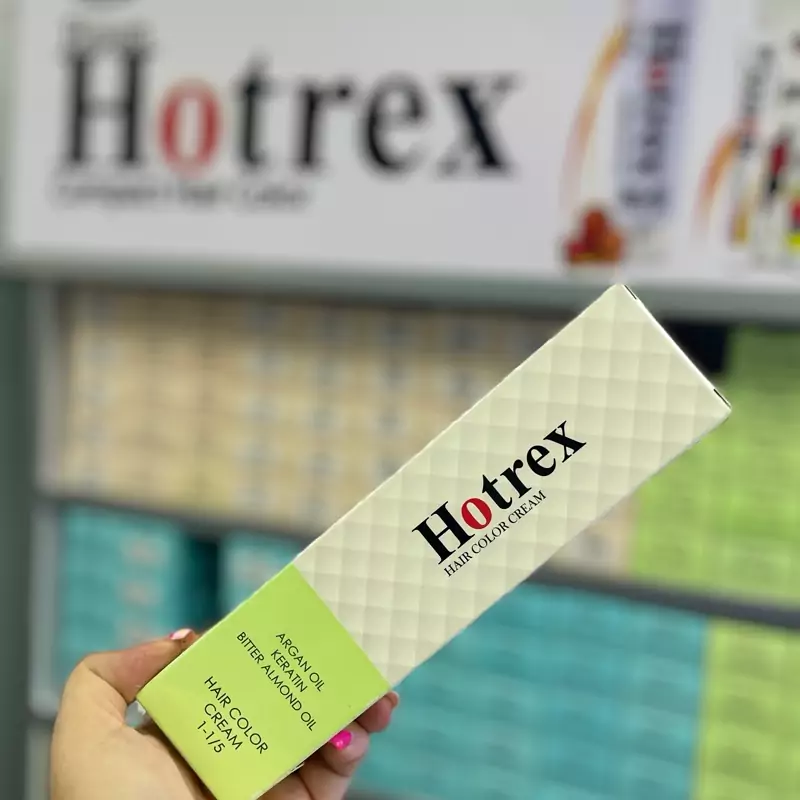 Hotrex
Hotrex
HAIR COLOR CREAM
ARGAN OIL
KERATIN
BITTER ALMOND OIL
HAIR COLOR
CREAM
1-1/5